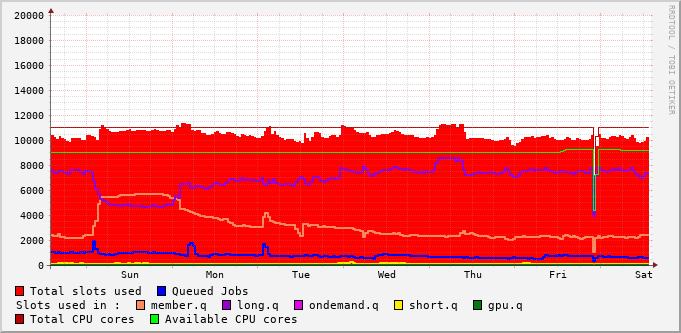 RRDTOOL / TOBI OETIKER
20000
18000
16000
14000
12000
10000
8000
6000
4000
2000
0
Sun Mon Tue Wed Thu Fri Sat
Total slots used Queued Jobs
Slots used in : member.q long.q ondemand.q short.q gpu.q
Total CPU cores Available CPU cores